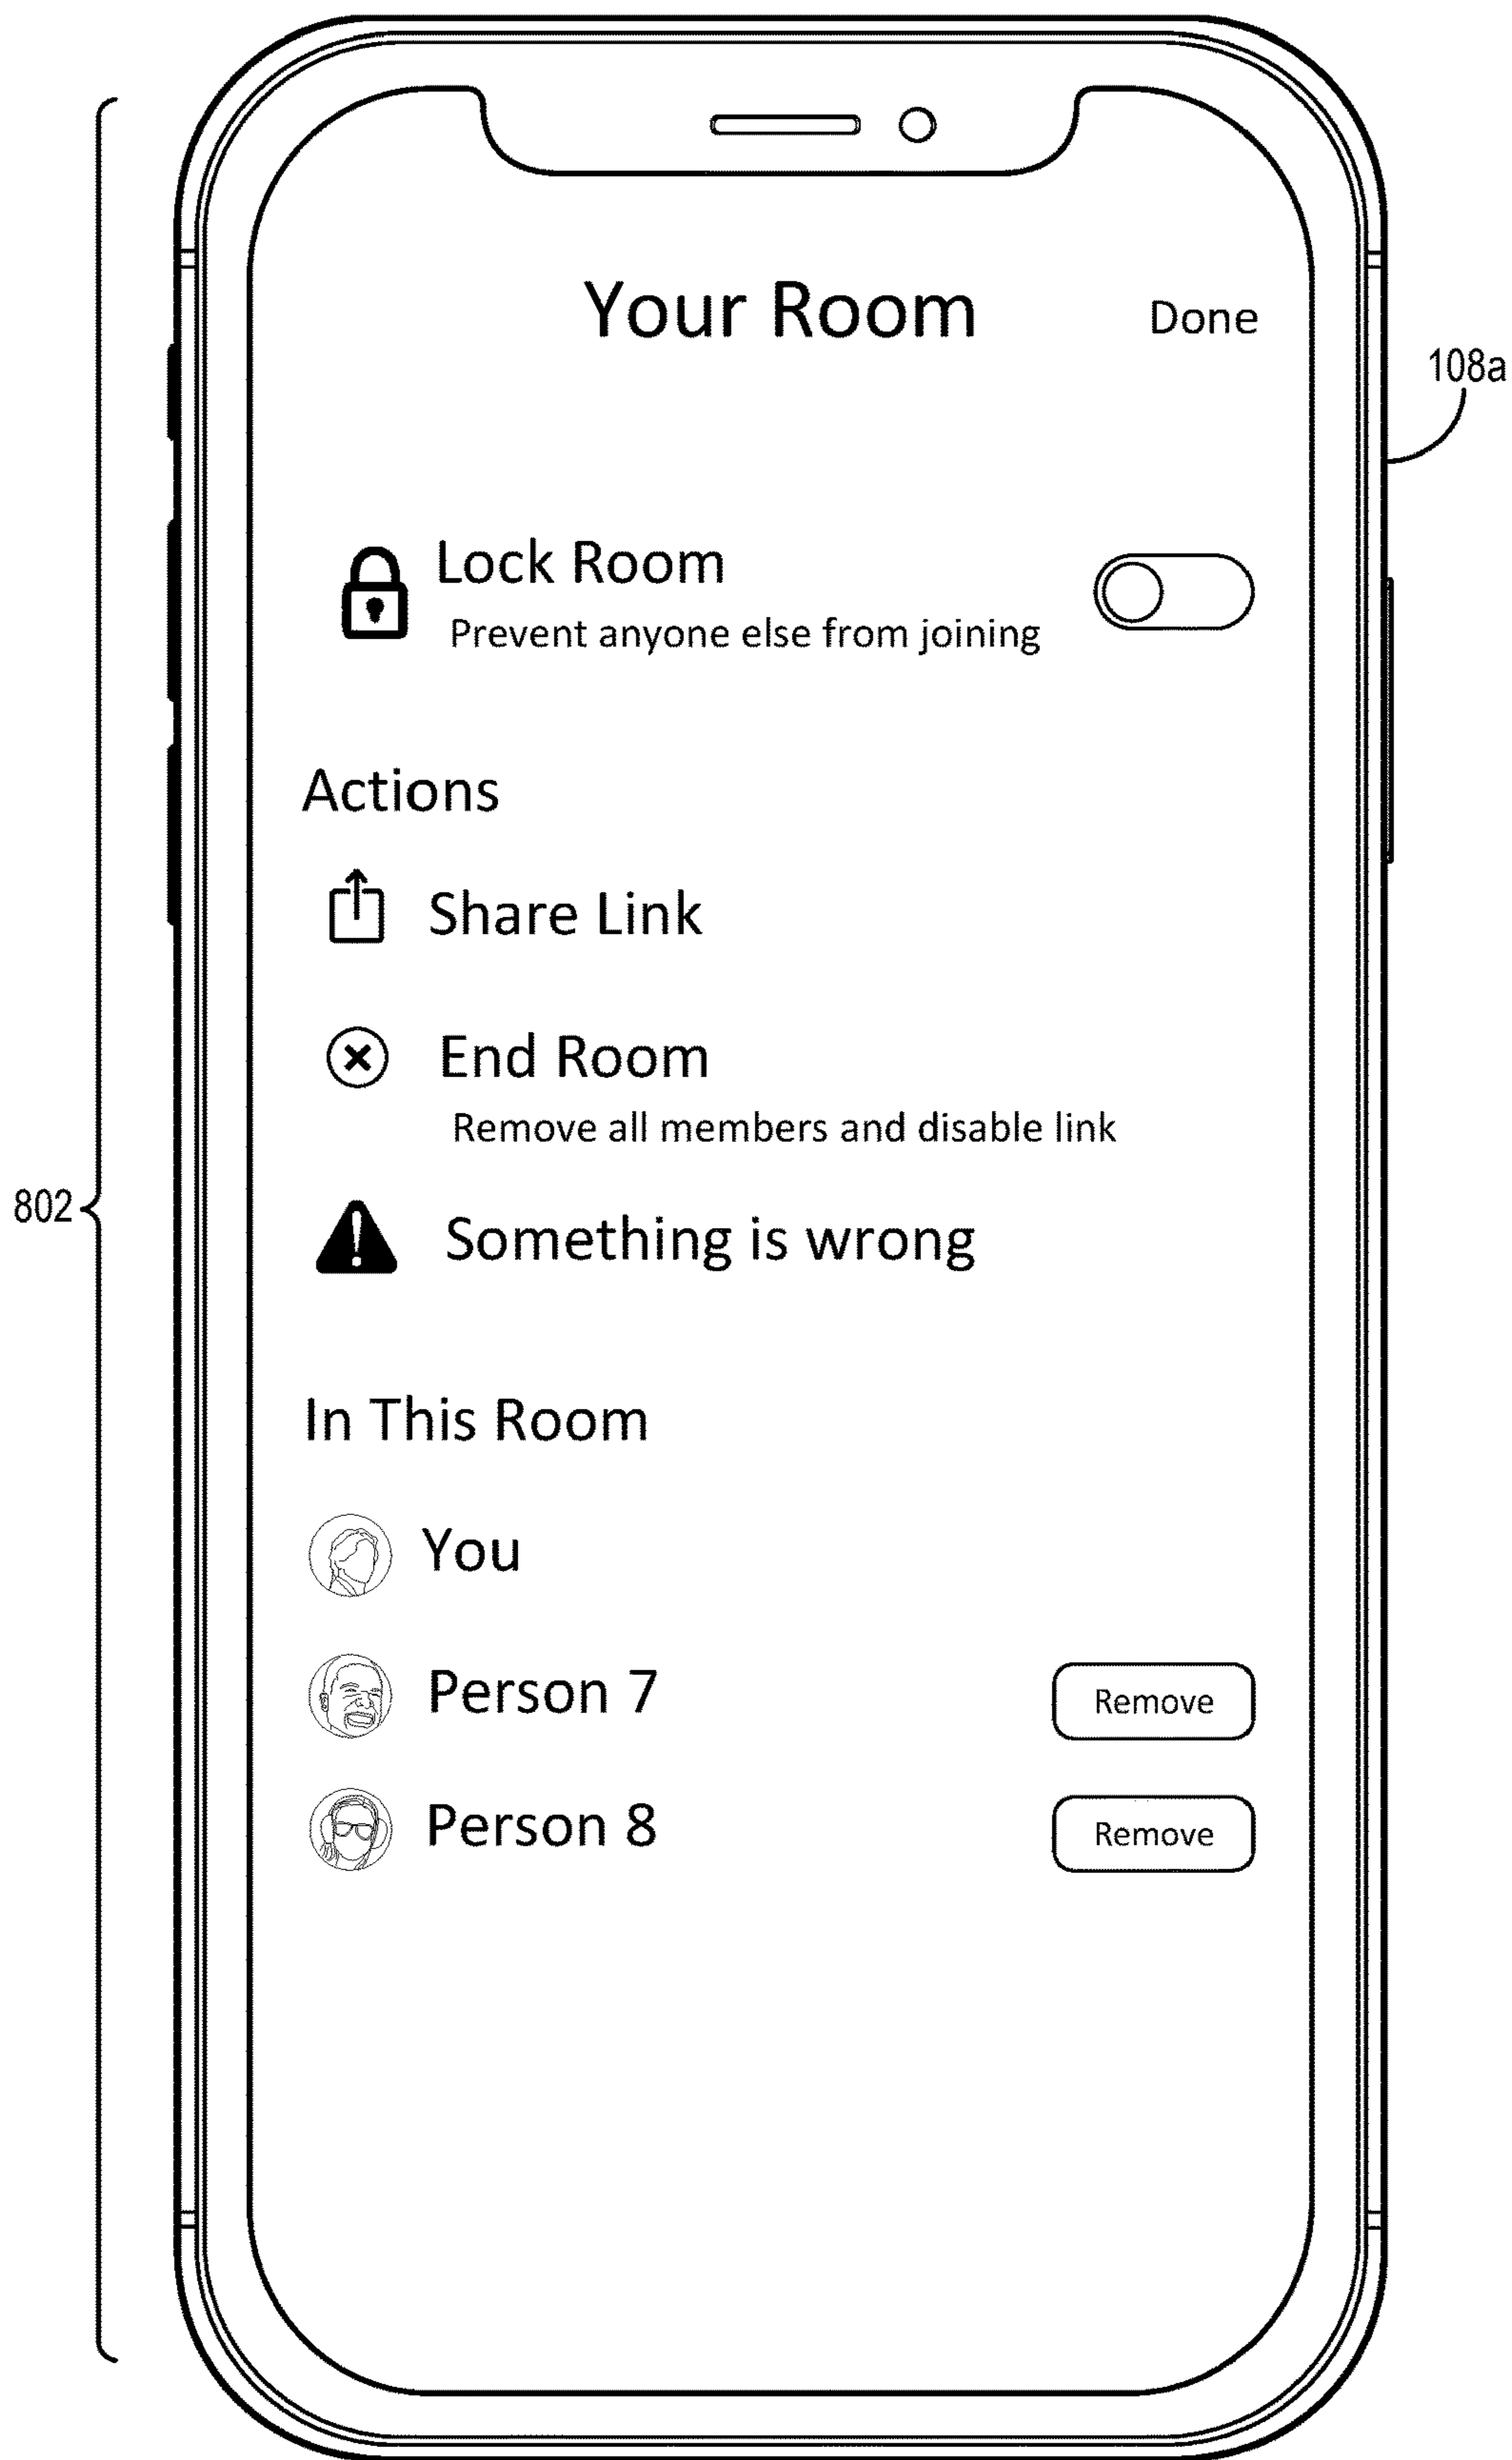 Your Room
Done
108a
Lock Room
Prevent anyone else from joining
Actions
Share Link
End Room
Remove all members and disable link
802
Something is wrong
In This Room
You
Person 7
Remove
Person 8
Remove